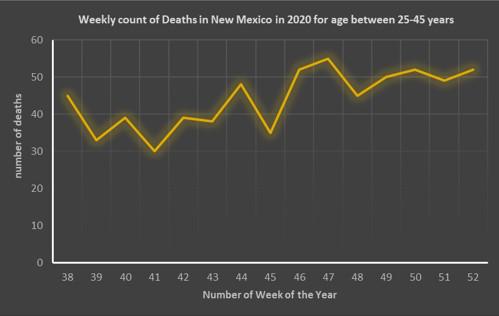 Weekly count of Deaths in New Mexico in 2020 for age between 25-45 years
60
50
40
30
20
10
0
number of deaths
38 39 40 41 42 43 44 45 46 47 48 49 50 51 52
Number of Week of the Year